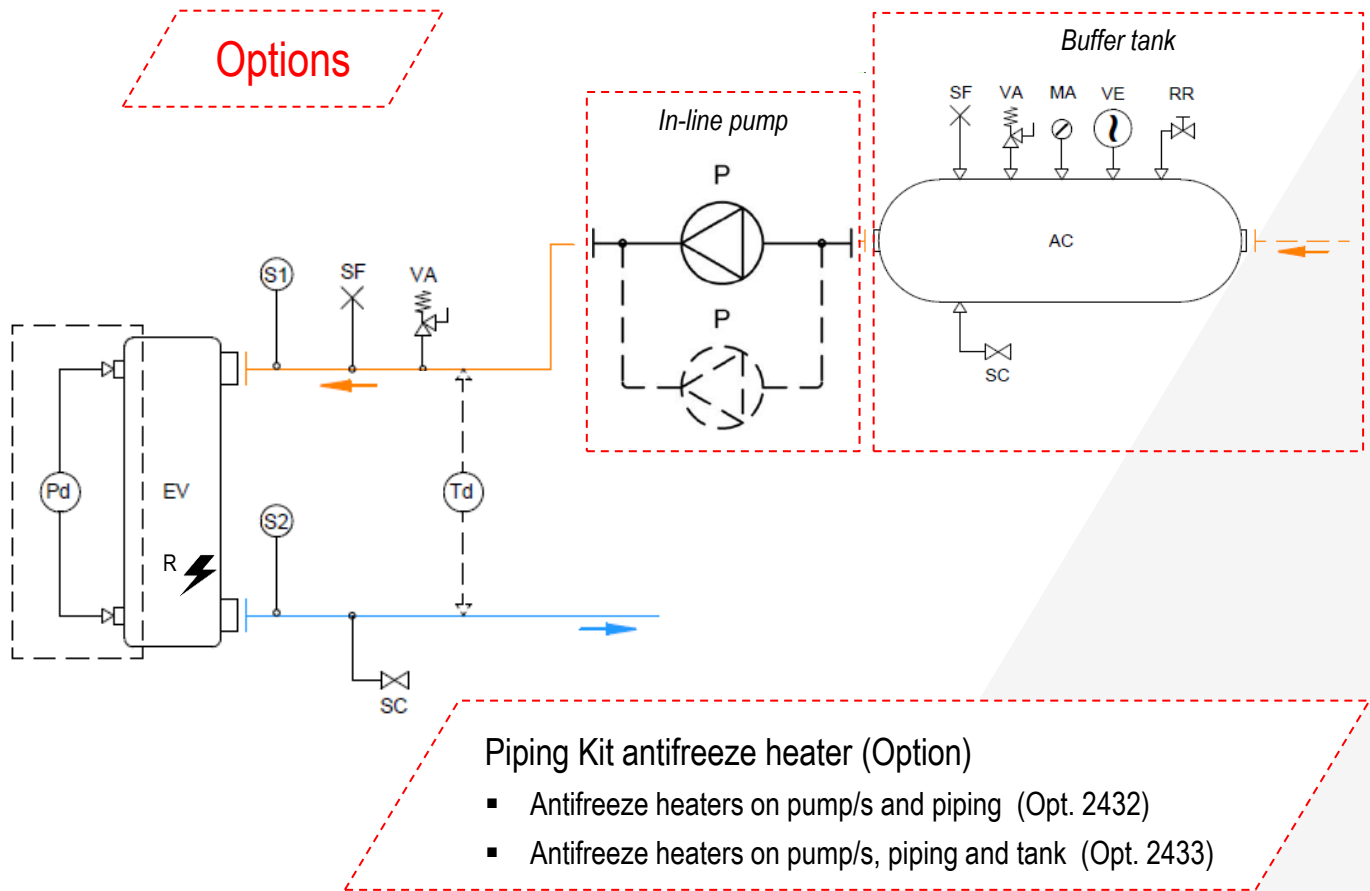 Options
Buffer tank
SF VA MA VE RR
In-line pump
P
AC
S1 SF VA
P
SC
Pd EV Td
S2
R
SC
Piping Kit antifreeze heater (Option)
▪ Antifreeze heaters on pump/s and piping (Opt. 2432)
▪ Antifreeze heaters on pump/s, piping and tank (Opt. 2433)